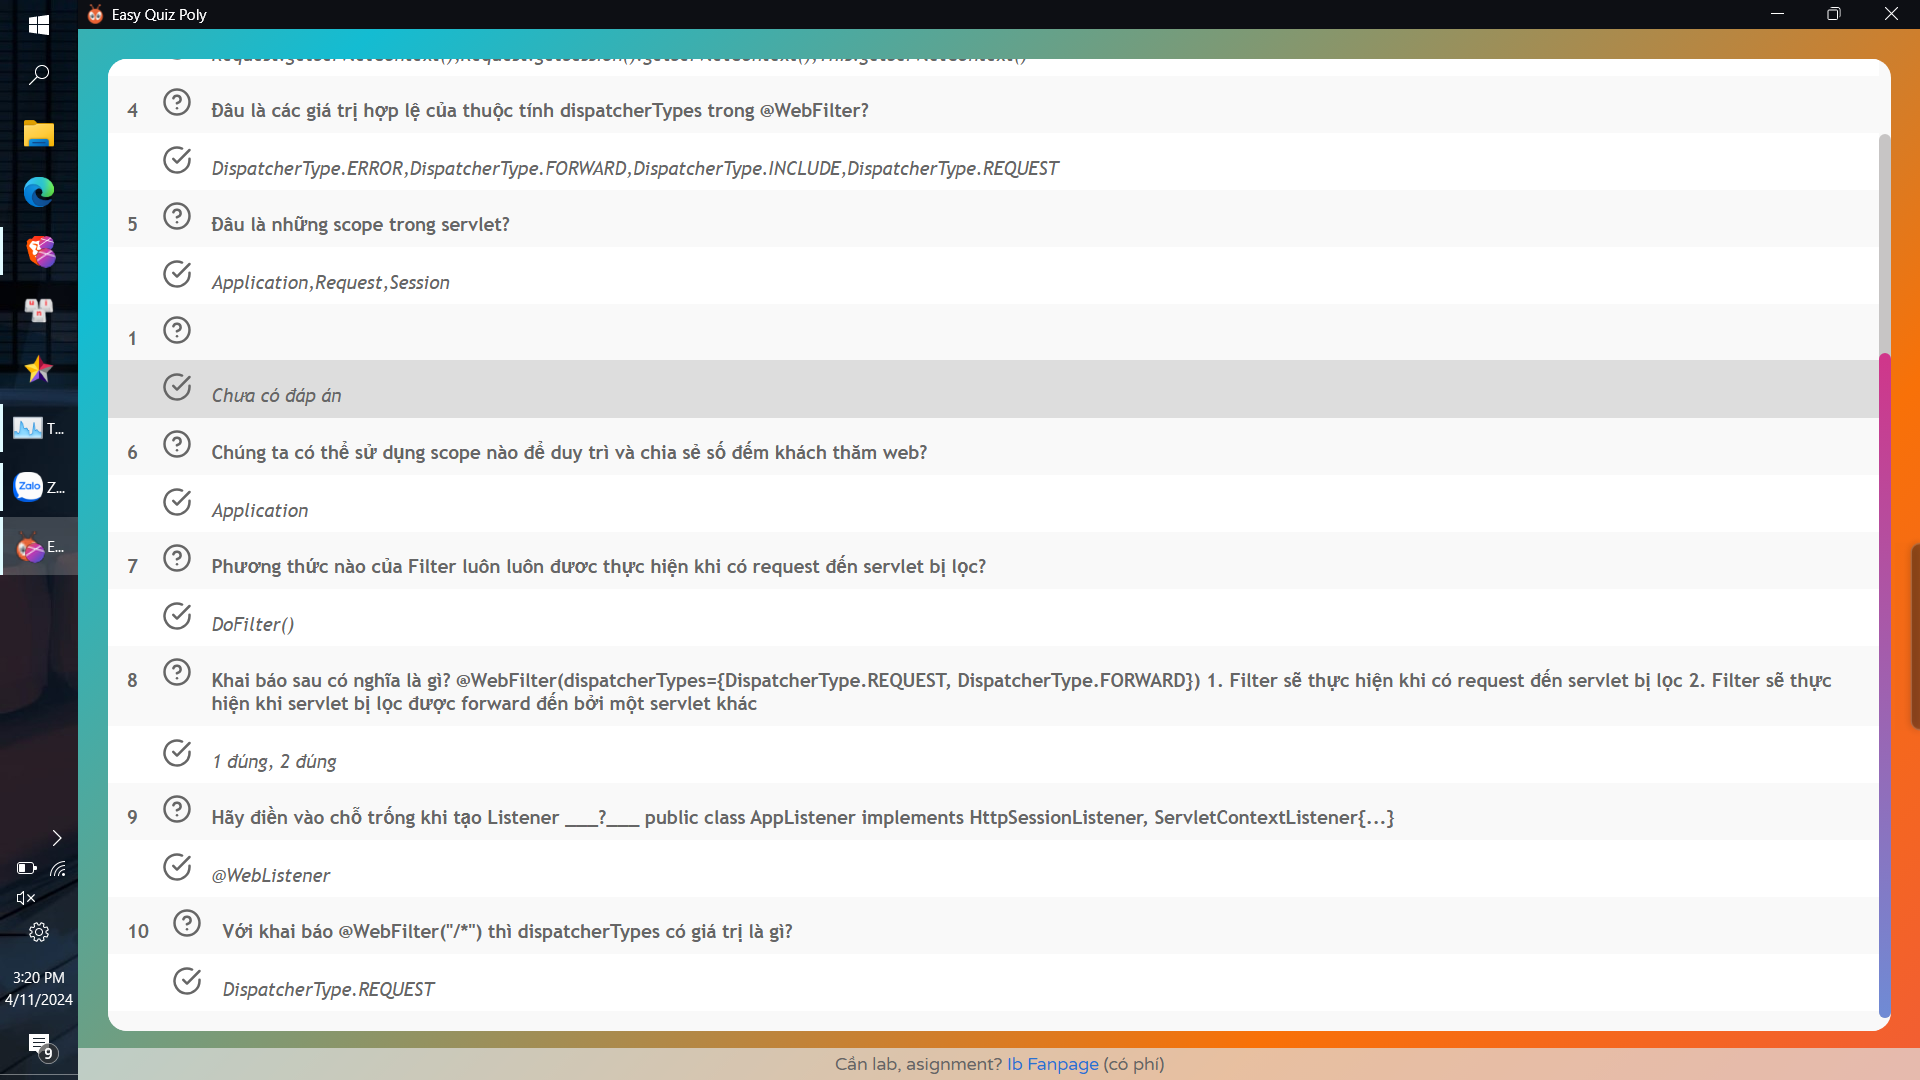 Easy Quiz Poly
4
Đâu là các giá trị hợp lệ của thuộc tính dispatcherTypes trong @WebFilter?
DispatcherType.ERROR,DispatcherType.FORWARD,DispatcherType.INCLUDE,DispatcherType.REQUEST
5
Đâu là những scope trong servlet?
Application,Request,Session
1
Chưa có đáp án
6
Chúng ta có thể sử dụng scope nào để duy trì và chia sẻ số đếm khách thăm web?
Application
7
Phương thức nào của Filter luôn luôn đươc thực hiện khi có request đến servlet bị lọc?
DoFilter()
8
Khai báo sau có nghĩa là gì? @WebFilter(dispatcherTypes={DispatcherType.REQUEST, DispatcherType.FORWARD}) 1. Filter sẽ thực hiện khi có request đến servlet bị lọc 2. Filter sẽ thực
hiện khi servlet bị lọc được forward đến bởi một servlet khác
1 đúng, 2 đúng
9
Hãy điền vào chỗ trống khi tạo Listener ___?___ public class AppListener implements HttpSessionListener, ServletContextListener{...}
@WebListener
10
Với khai báo @WebFilter("/*") thì dispatcherTypes có giá trị là gì?
DispatcherType.REQUEST
Cần lab, asignment? Ib Fanpage (có phí)
T...
Zalo
Z...
E...
3:20 PM
4/11/2024
9